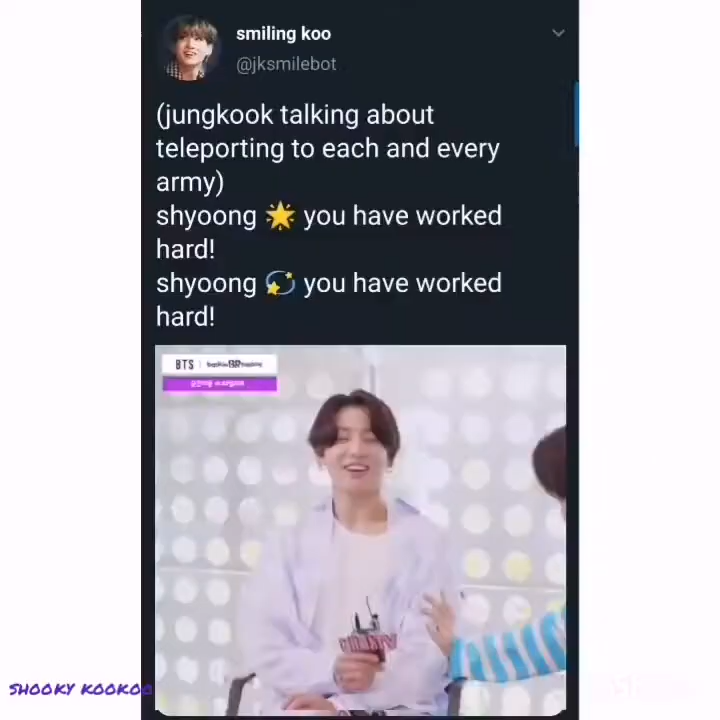 smiling koo
@jksmilebot
(jungkook talking about
teleporting to each and every
army)
shyoong 🌟 you have worked
hard!
shyoong 💫 you have worked
hard!
BTS
SHOOKY KOOKOO